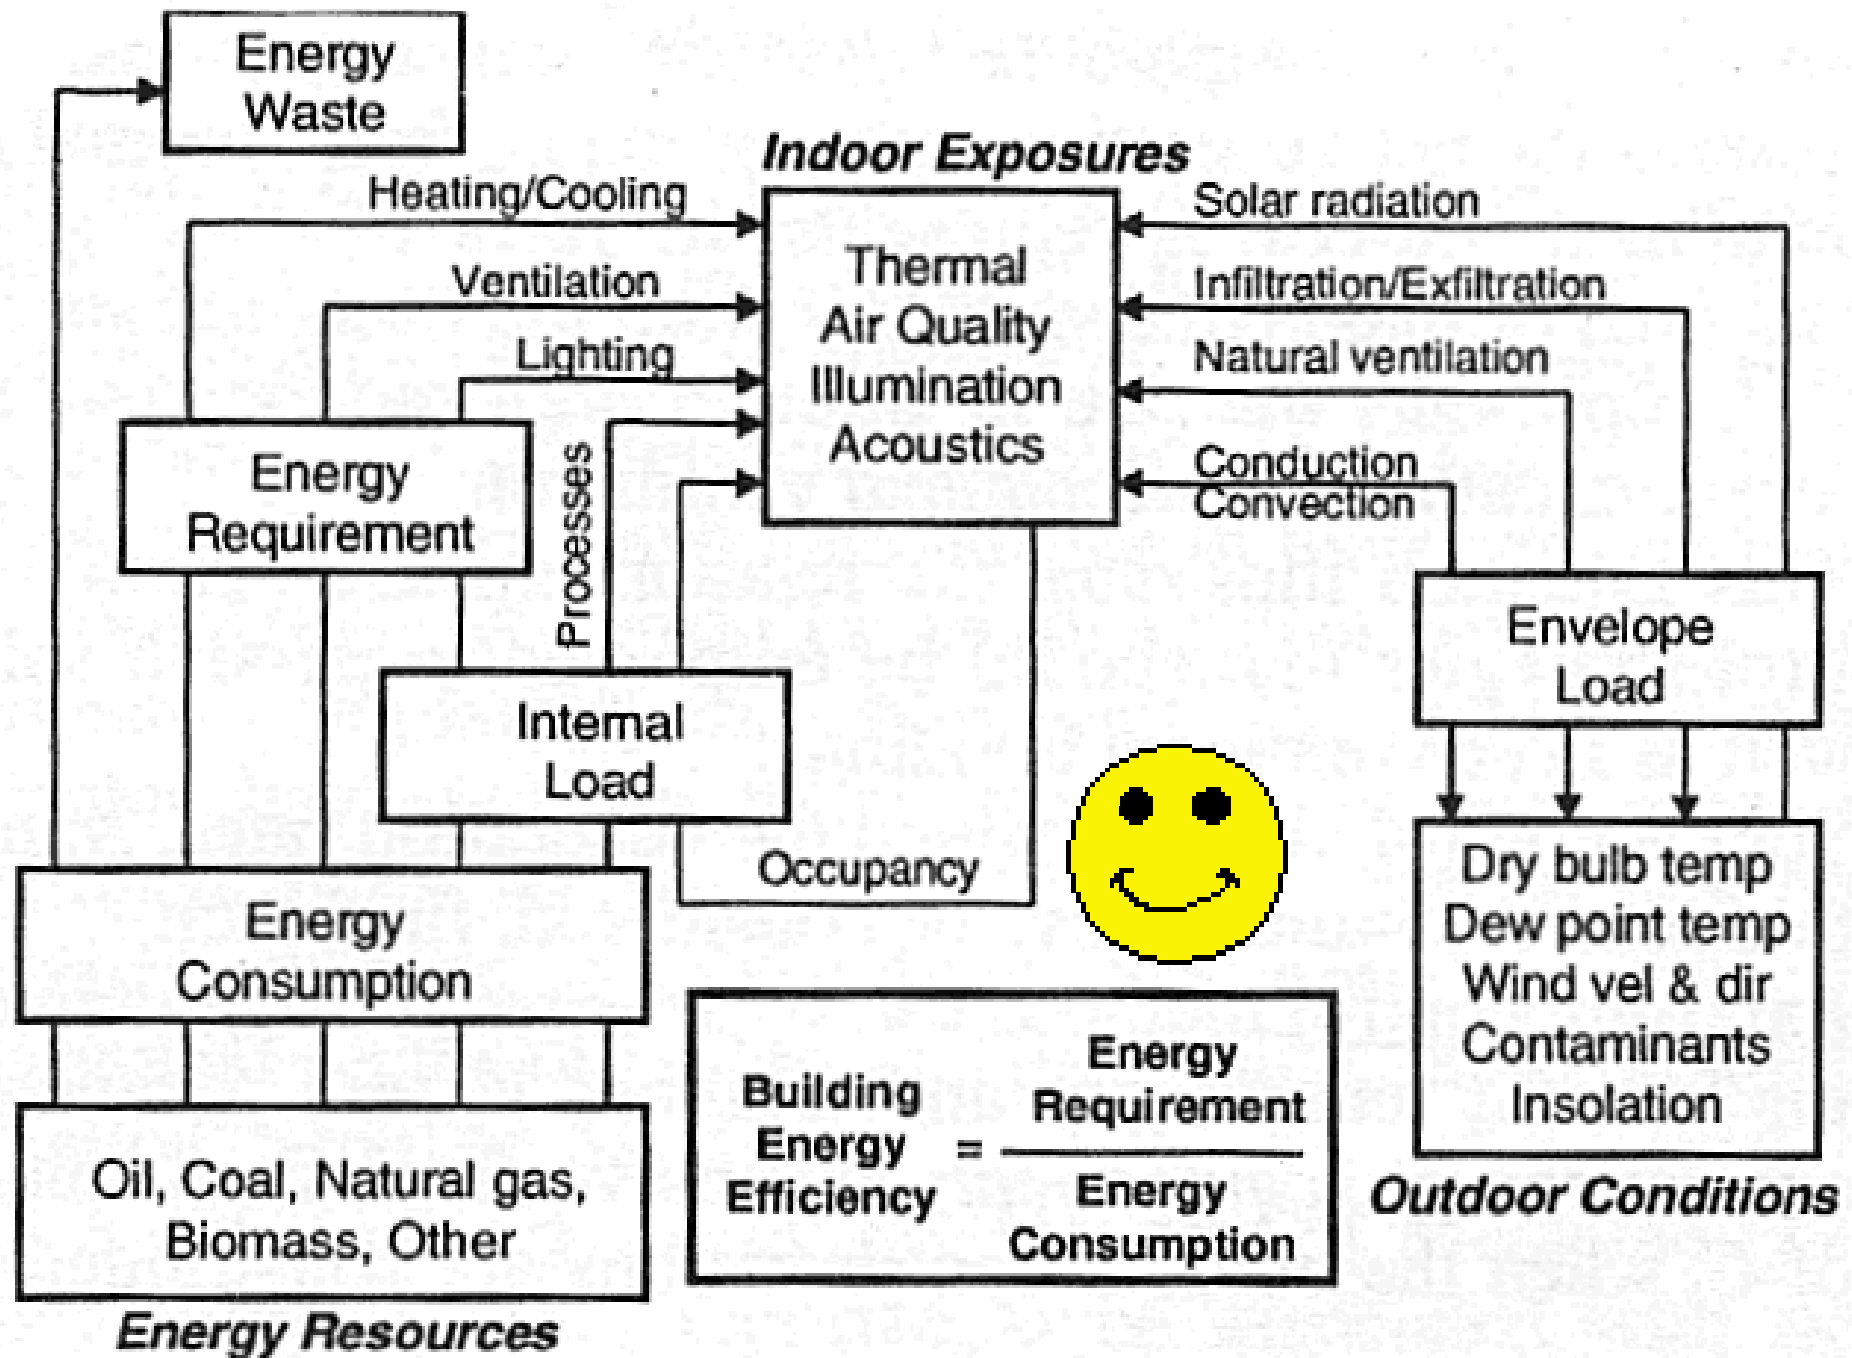 Energy
Waste
Indoor Exposures
Heating/Cooling
Ventilation
Lighting
Processes
Thermal
Air Quality
Illumination
Acoustics
Solar radiation
Infiltration/Exfiltration
Natural ventilation
Conduction
Convection
Energy
Requirement
Internal
Load
Envelope
Load
Occupancy
Energy
Consumption
Dry bulb temp
Dew point temp
Wind vel & dir
Contaminants
Insolation
Outdoor Conditions
Building
Energy
Efficiency
=
Energy
Requirement
Energy
Consumption
Oil, Coal, Natural gas,
Biomass, Other
Energy Resources